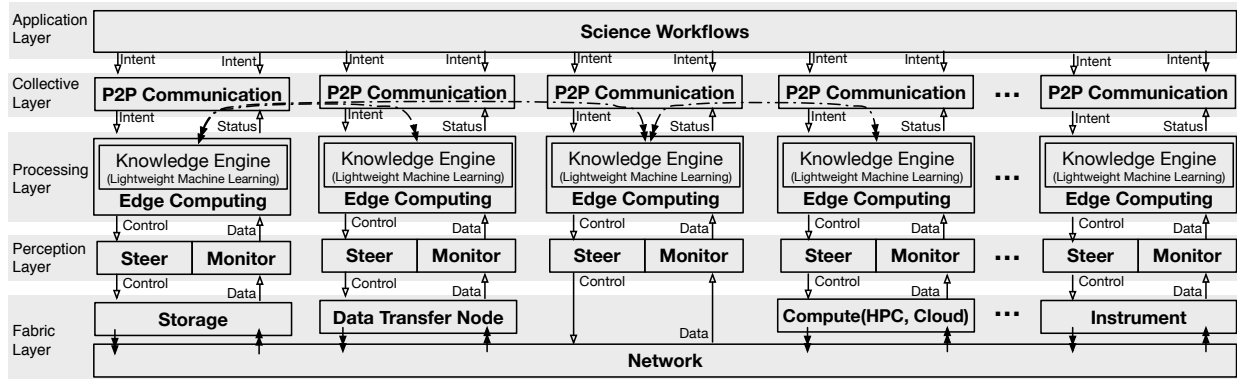 Application
Layer
Science Workflows
Intent Intent Intent Intent Intent Intent Intent Intent Intent Intent
Collective
Layer
P2P Communication P2P Communication P2P Communication P2P Communication ... P2P Communication
Intent Status Intent Status Intent Status Intent Status Intent Status
Processing
Layer
Knowledge Engine Knowledge Engine Knowledge Engine Knowledge Engine Knowledge Engine
(Lightweight Machine Learning) (Lightweight Machine Learning) (Lightweight Machine Learning) (Lightweight Machine Learning) ... (Lightweight Machine Learning)
Edge Computing Edge Computing Edge Computing Edge Computing Edge Computing
Control Data Control Data Control Data Control Data Control Data
Perception
Layer
Steer Monitor Steer Monitor Steer Monitor Steer Monitor ... Steer Monitor
Control Data Control Data Control Control Data Control Data
Fabric
Layer
Storage Data Transfer Node Data Compute(HPC, Cloud) ... Instrument
Network